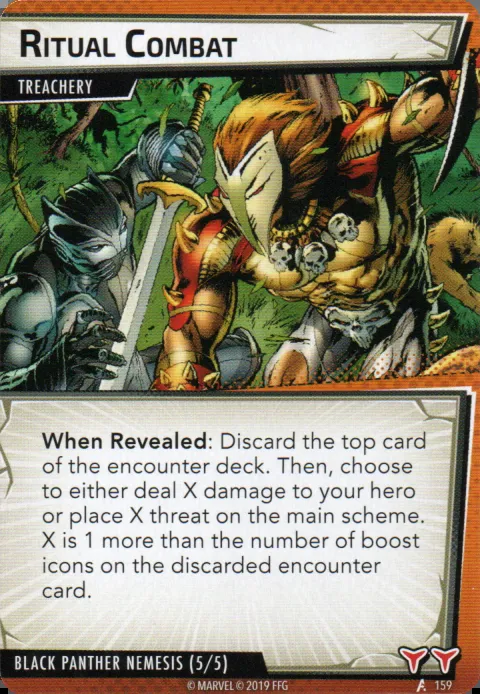 RITUAL COMBAT
TREACHERY
When Revealed: Discard the top card
of the encounter deck. Then, choose
to either deal X damage to your hero
or place X threat on the main scheme.
X is 1 more than the number of boost
icons on the discarded encounter
card.
BLACK PANTHER NEMESIS (5/5)
© MARVEL © 2019 FFG
159